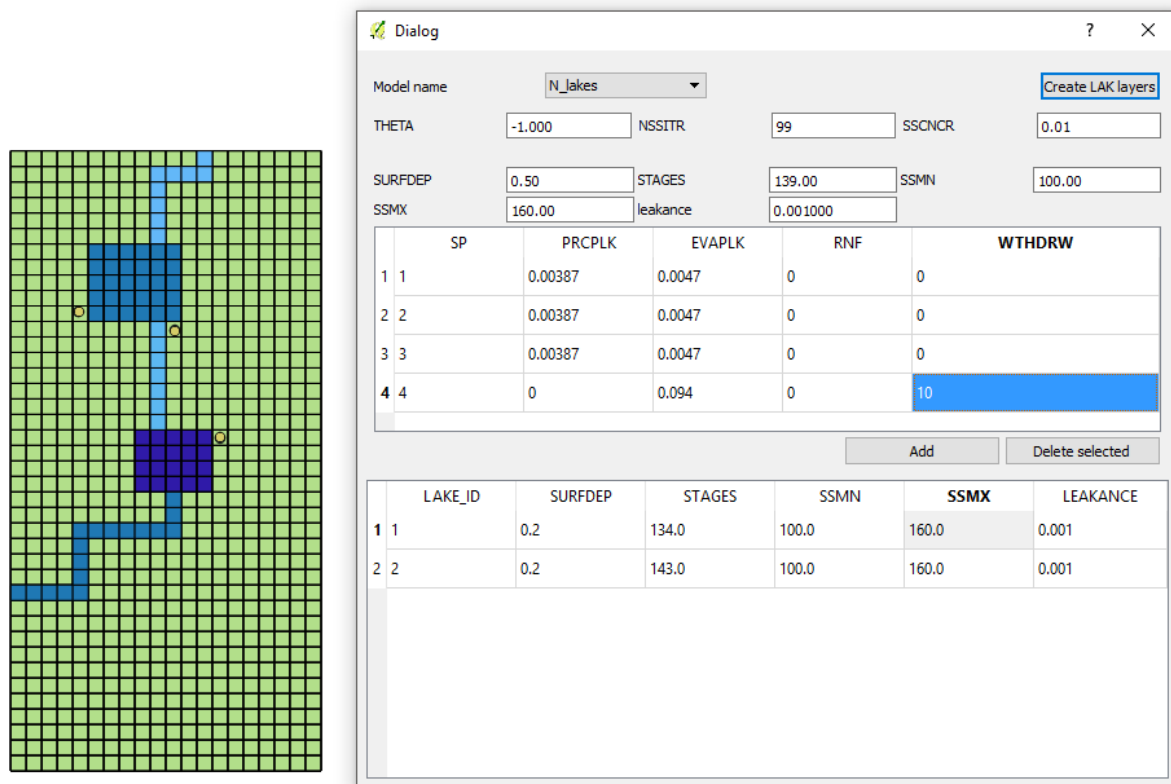 Dialog ?
Model name N_lakes Create LAK layers
THETA -1.000 NSSITR 99 SSCNCR 0.01
SURFDEP 0.50 STAGES 139.00 SSMN 100.00
SSMX 160.00 leakance 0.001000
SP PRCPLK EVAPLK RNF WTHDRW
1 1 0.00387 0.0047 0 0
2 2 0.00387 0.0047 0 0
3 3 0.00387 0.0047 0 0
4 4 0 0.094 0 10
Add Delete selected
LAKE_ID SURFDEP STAGES SSMN SSMX LEAKANCE
1 1 0.2 134.0 100.0 160.0 0.001
2 2 0.2 143.0 100.0 160.0 0.001